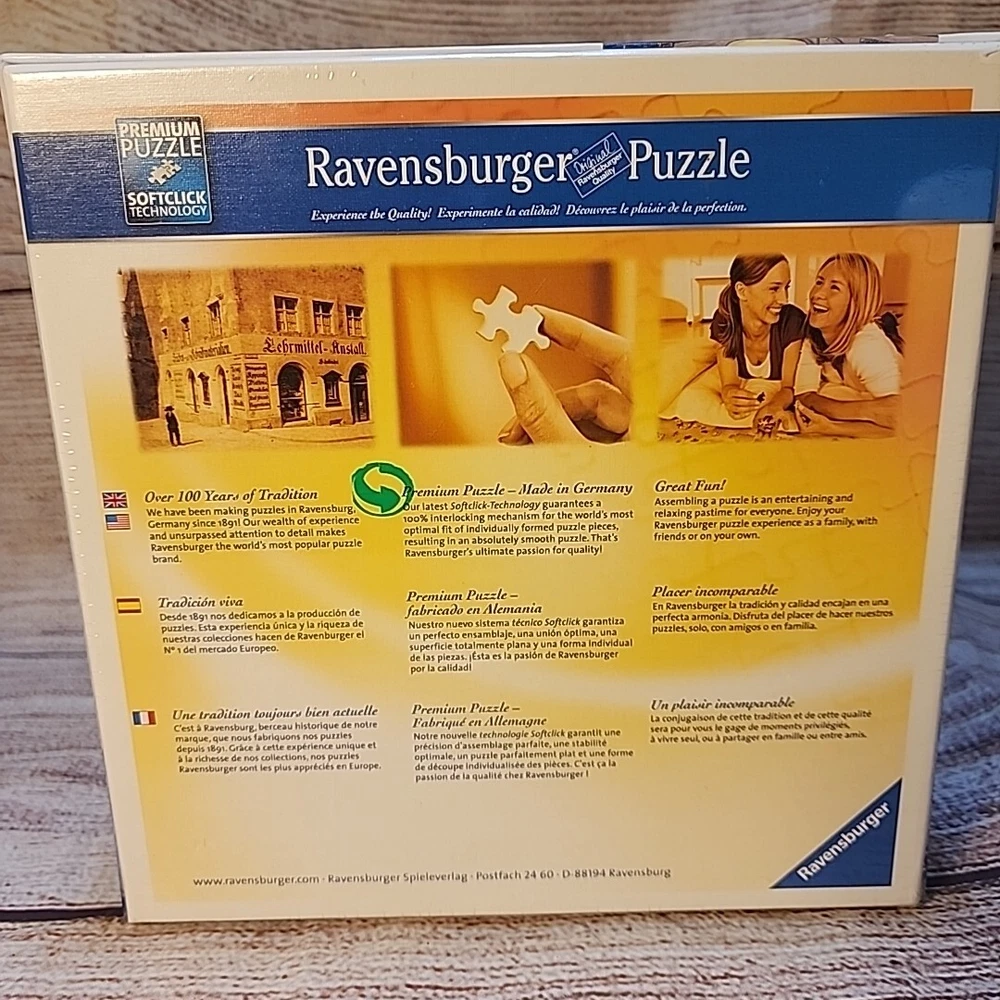 PREMIUM
PUZZLE
SOFTCLICK
TECHNOLOGY
Ravensburger® Puzzle
Original
Ravensburger
Quality
Experience the Quality! Experimente la calidad! Découvrez le plaisir de la perfection.
Lehrmittel-Anstalt
Over 100 Years of Tradition
We have been making puzzles in Ravensburg,
Germany since 1891! Our wealth of experience
and unsurpassed attention to detail makes
Ravensburger the world's most popular puzzle
brand.
Premium Puzzle – Made in Germany
Our latest Softclick-Technology guarantees a
100% interlocking mechanism for the world's most
optimal fit of individually formed puzzle pieces,
resulting in an absolutely smooth puzzle. That's
Ravensburger's ultimate passion for quality!
Great Fun!
Assembling a puzzle is an entertaining and
relaxing pastime for everyone. Enjoy your
Ravensburger puzzle experience as a family, with
friends or on your own.
Tradición viva
Desde 1891 nos dedicamos a la producción de
puzzles. Esta experiencia única y la riqueza de
nuestras colecciones hacen de Ravensburger el
Nº 1 del mercado Europeo.
Premium Puzzle –
fabricado en Alemania
Nuestro nuevo sistema técnico Softclick garantiza
un perfecto ensamblaje, una unión óptima, una
superficie totalmente plana y una forma individual
de las piezas. ¡Ésta es la pasión de Ravensburger
por la calidad!
Placer incomparable
En Ravensburger la tradición y calidad encajan en una
perfecta armonía. Disfruta del placer de hacer nuestros
puzzles, solo, con amigos o en familia.
Une tradition toujours bien actuelle
C'est à Ravensburg, berceau historique de notre
marque, que nous fabriquons nos puzzles
depuis 1891. Grâce à cette expérience unique et
à la richesse de nos collections, nos puzzles
Ravensburger sont les plus appréciés en Europe.
Premium Puzzle –
Fabriqué en Allemagne
Notre nouvelle technologie Softclick garantit une
précision d'assemblage parfaite, une stabilité
optimale, un puzzle parfaitement plat et une forme
de découpe individualisée des pièces. C'est ça la
passion de la qualité chez Ravensburger !
Un plaisir incomparable
La conjugaison de cette tradition et de cette qualité
sera pour vous le gage de moments privilégiés,
à vivre seul, ou à partager en famille ou entre amis.
Ravensburger
www.ravensburger.com · Ravensburger Spieleverlag · Postfach 24 60 · D-88194 Ravensburg